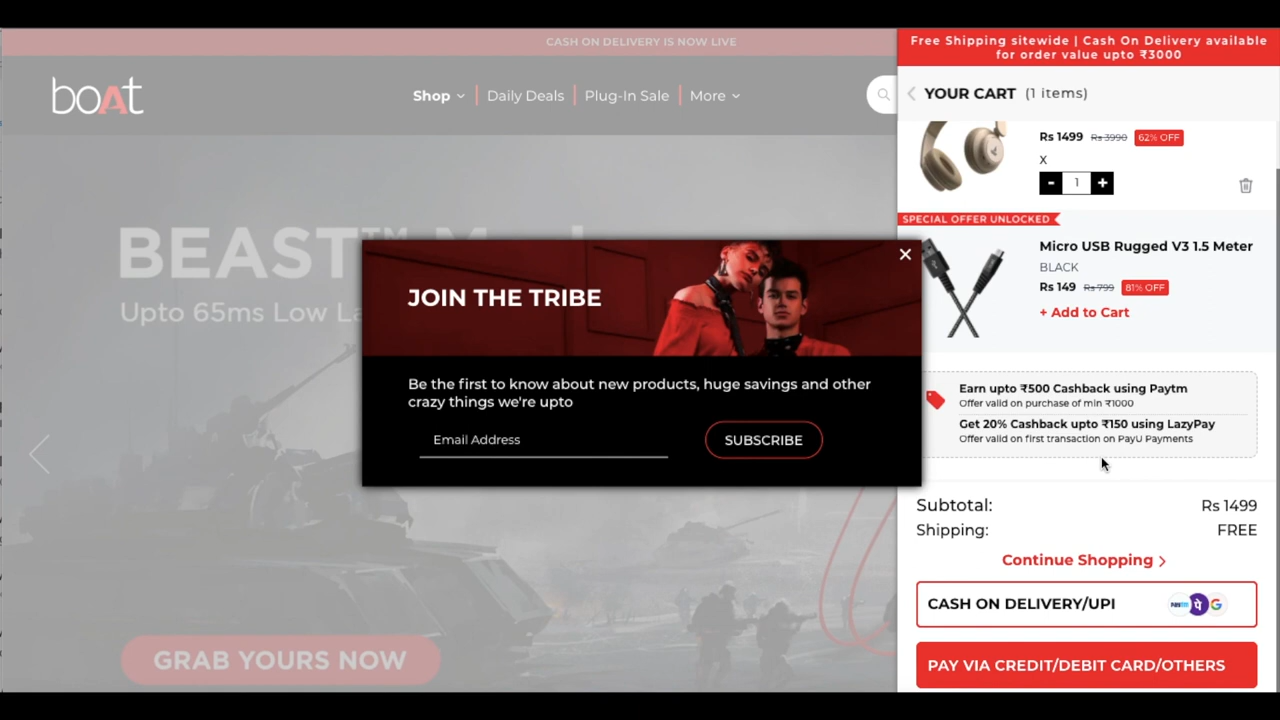 CASH ON DELIVERY IS NOW LIVE
boAt
Shop
Daily Deals
Plug-In Sale
More
BEAST™
Upto 65ms Low La
GRAB YOURS NOW
JOIN THE TRIBE
Be the first to know about new products, huge savings and other
crazy things we're upto
Email Address
SUBSCRIBE
Free Shipping sitewide | Cash On Delivery available
for order value upto ₹3000
YOUR CART (1 items)
Rs 1499 Rs 3990 62% OFF
X
- 1 +
SPECIAL OFFER UNLOCKED
Micro USB Rugged V3 1.5 Meter
BLACK
Rs 149 Rs 799 81% OFF
+ Add to Cart
Earn upto ₹500 Cashback using Paytm
Offer valid on purchase of min ₹1000
Get 20% Cashback upto ₹150 using LazyPay
Offer valid on first transaction on PayU Payments
Subtotal: Rs 1499
Shipping: FREE
Continue Shopping
CASH ON DELIVERY/UPI
PAY VIA CREDIT/DEBIT CARD/OTHERS